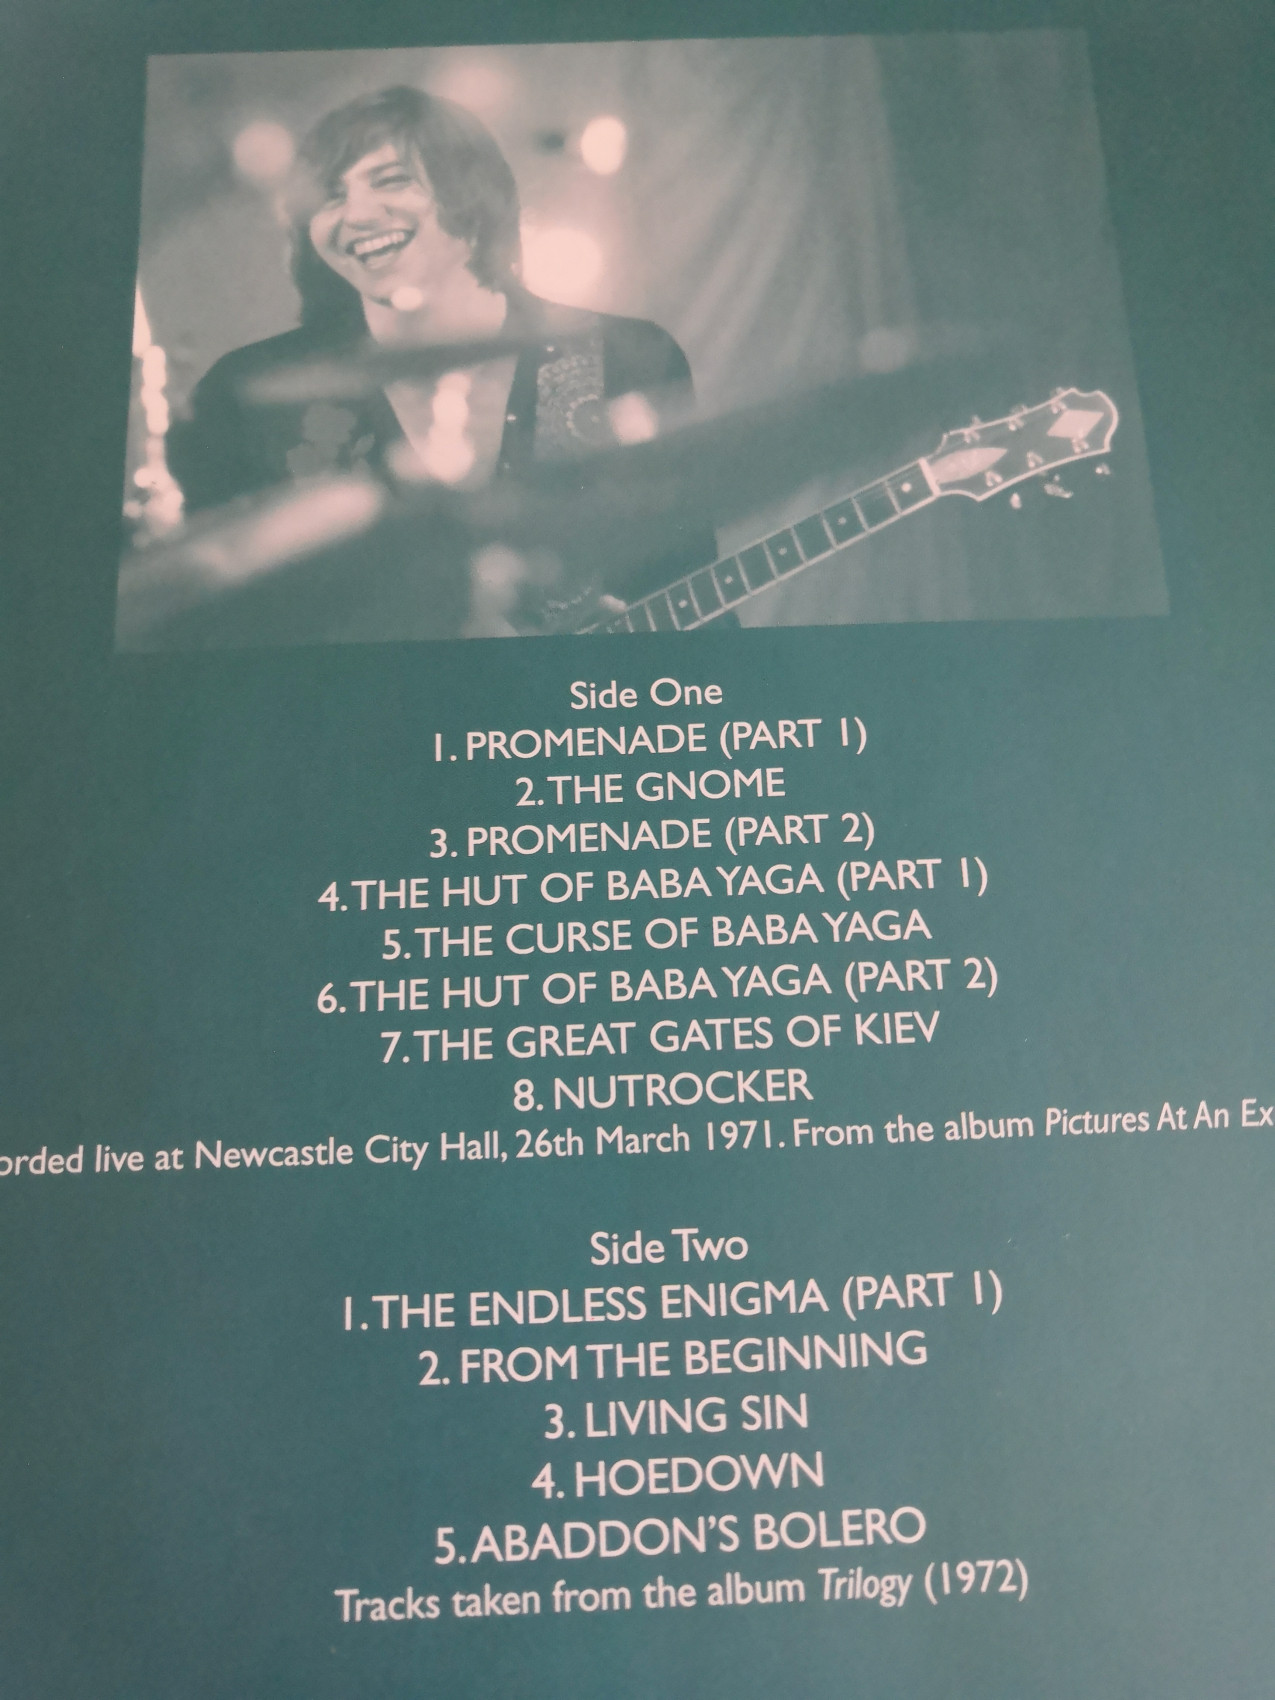 Side One
1. PROMENADE (PART 1)
2. THE GNOME
3. PROMENADE (PART 2)
4. THE HUT OF BABA YAGA (PART 1)
5. THE CURSE OF BABA YAGA
6. THE HUT OF BABA YAGA (PART 2)
7. THE GREAT GATES OF KIEV
8. NUTROCKER
orded live at Newcastle City Hall, 26th March 1971. From the album Pictures At An Ex
Side Two
1. THE ENDLESS ENIGMA (PART 1)
2. FROM THE BEGINNING
3. LIVING SIN
4. HOEDOWN
5. ABADDON'S BOLERO
Tracks taken from the album Trilogy (1972)